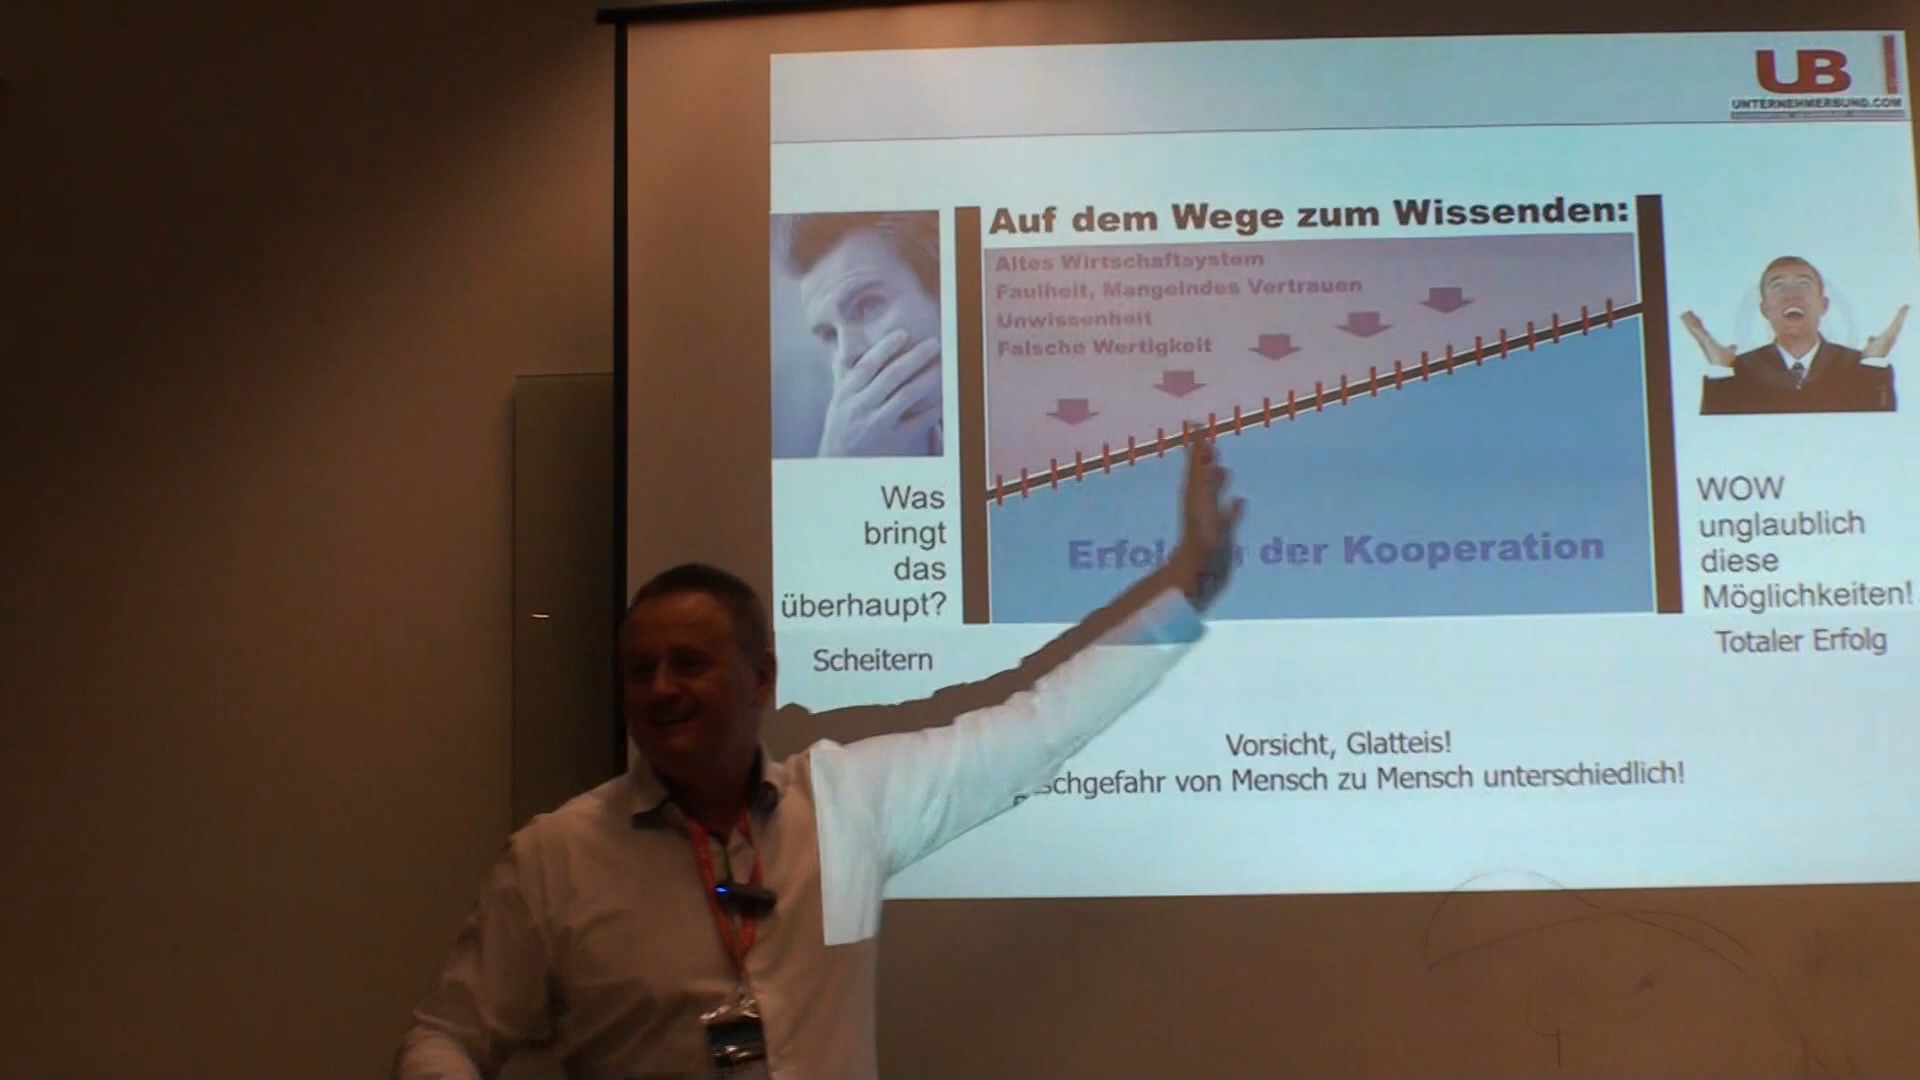 UB
UNTERNEHMERBUND.COM
Auf dem Wege zum Wissenden:
Altes Wirtschaftsystem
Faulheit, Mangelndes Vertrauen
Unwissenheit
Falsche Wertigkeit
der Kooperation
Was
bringt
das
überhaupt?
Scheitern
WOW
unglaublich
diese
Möglichkeiten!
Totaler Erfolg
Vorsicht, Glatteis!
von Mensch zu Mensch unterschiedlich!